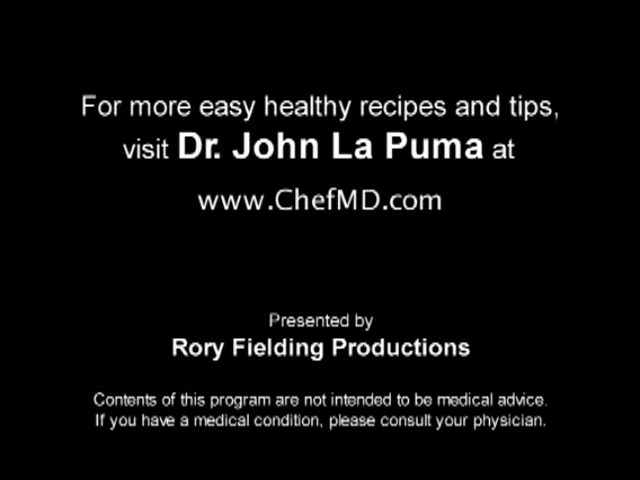 For more easy healthy recipes and tips,
visit Dr. John La Puma at
www.ChefMD.com
Presented by
Rory Fielding Productions
Contents of this program are not intended to be medical advice.
If you have a medical condition, please consult your physician.